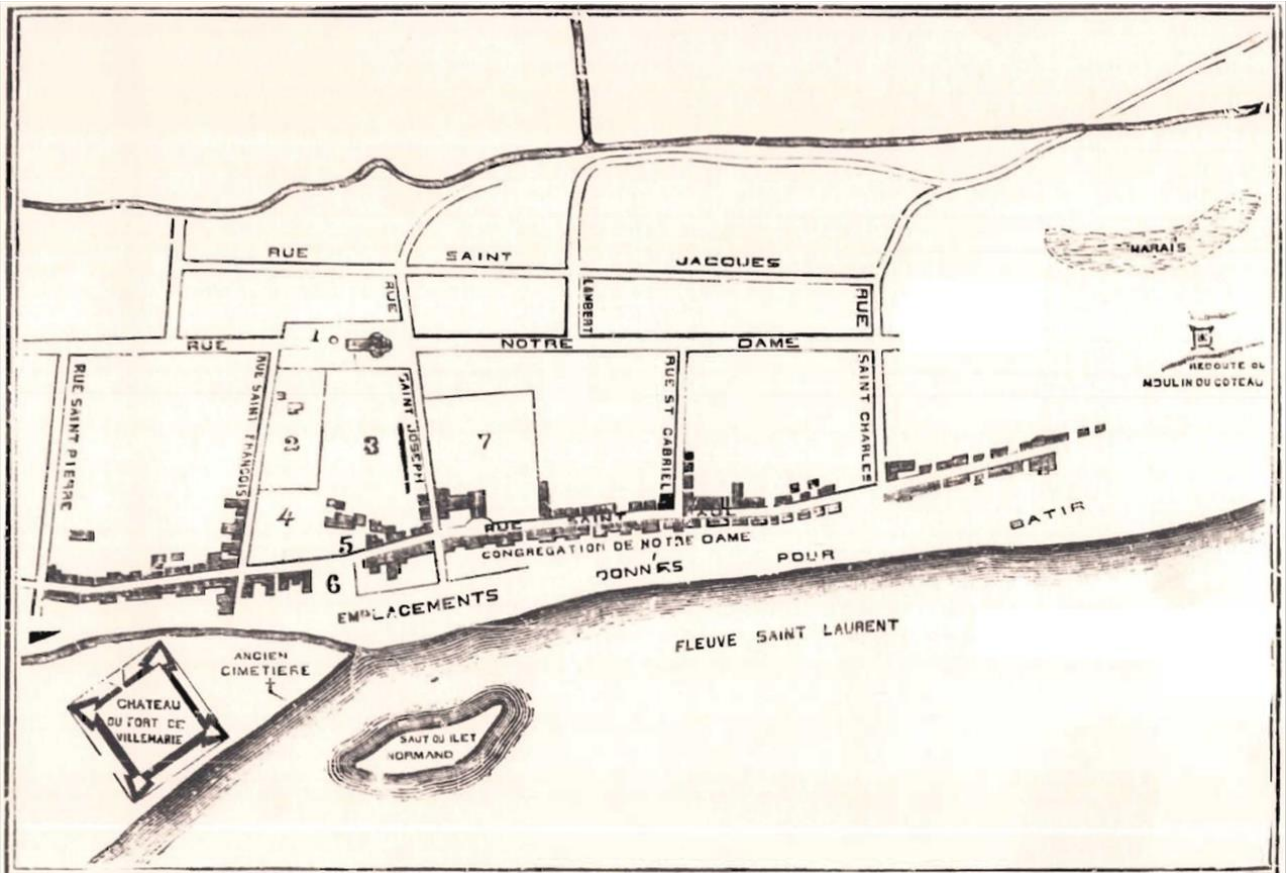 RUE SAINT JACQUES
MARAIS
RUE
LAMBERT
RUE
1
RUE NOTRE DAME
REDOUTE DU
MOULIN DU COTEAU
RUE SAINT PIERRE
RUE SAINT FRANÇOIS
SAINT JOSEPH
RUE ST GABRIEL
SAINT CHARLES
2
3
7
4
5
6
RUE SAINT PAUL
CONGREGATION DE NOTRE DAME
EMPLACEMENTS DONNÉS POUR BATIR
FLEUVE SAINT LAURENT
ANCIEN
CIMETIERE
CHATEAU
DU FORT DE
VILLEMARIE
SAUT OU ILET
NORMAND